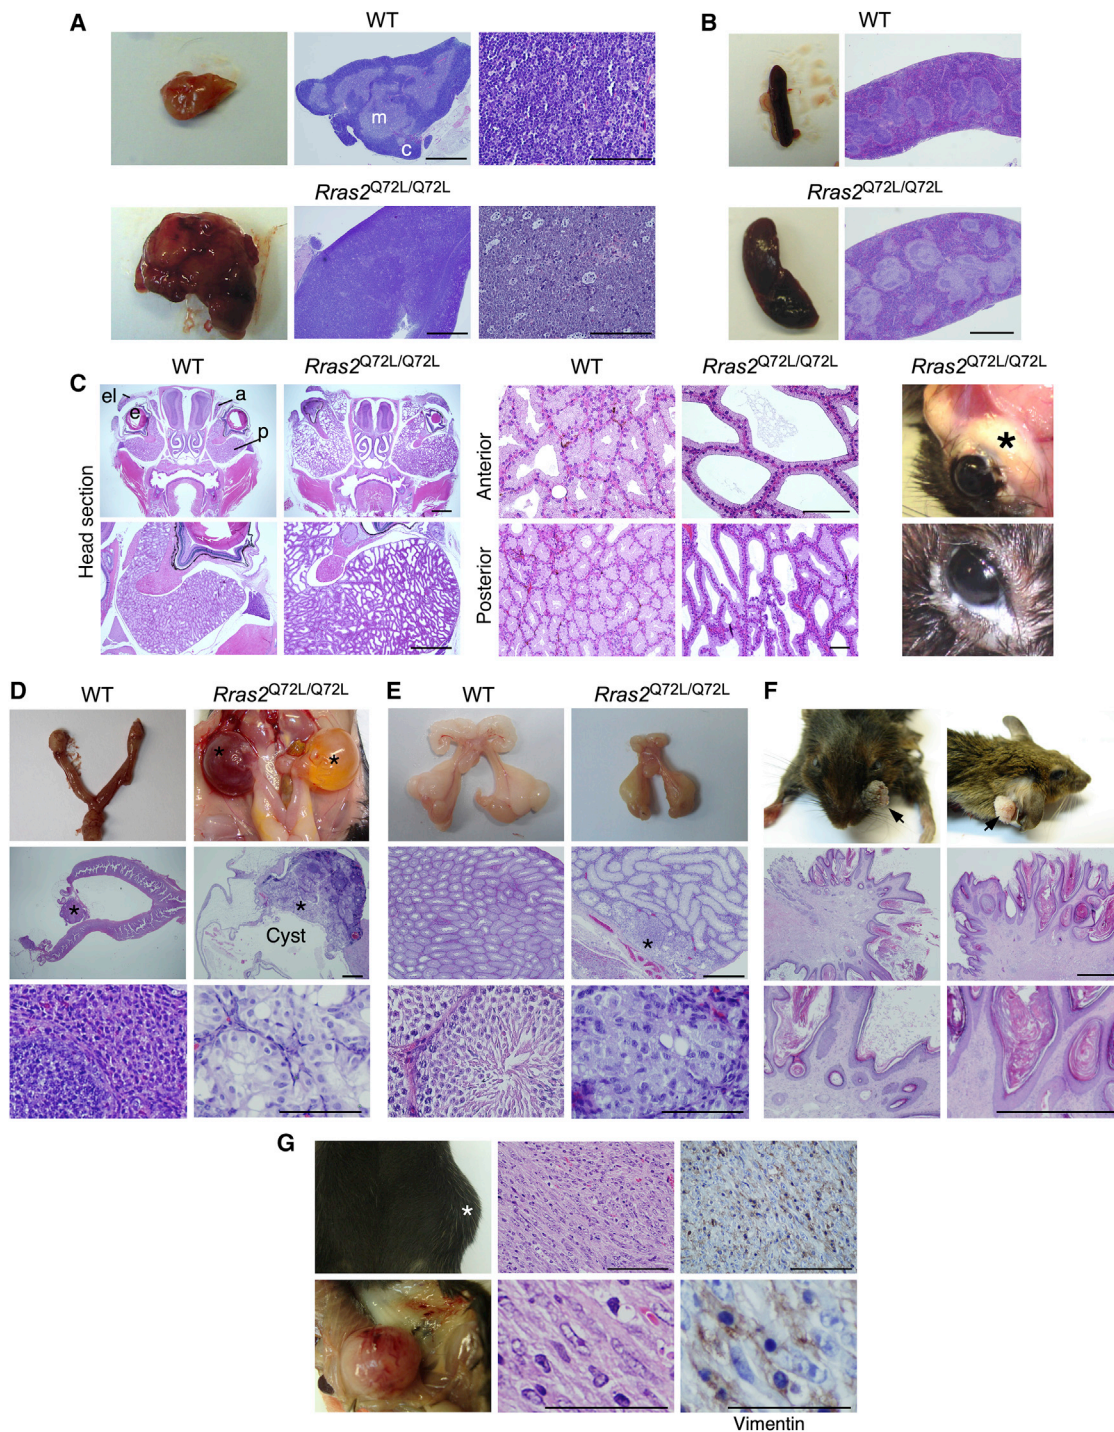 A
WT
m
c
Rras2Q72L/Q72L
B
WT
Rras2Q72L/Q72L
C
WT
Rras2Q72L/Q72L
el
e
a
p
Head section
WT
Rras2Q72L/Q72L
Anterior
Posterior
Rras2Q72L/Q72L
*
D
WT
Rras2Q72L/Q72L
* *
*
*
Cyst
E
WT
Rras2Q72L/Q72L
*
F
G
*
Vimentin